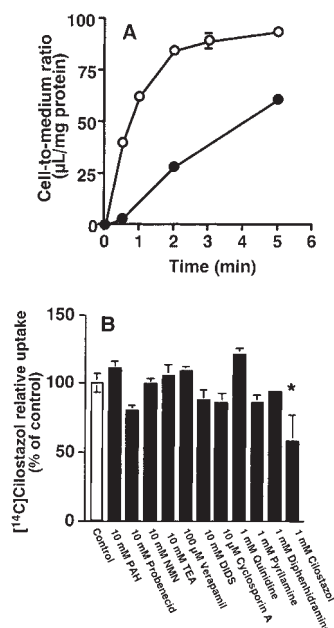 A
Cell-to-medium ratio
(μL/mg protein)
100
75
50
25
0
0 1 2 3 4 5 6
Time (min)
B
[¹⁴C]Cilostazol relative uptake
(% of control)
150
100
50
0
*
Control
10 mM PAH
10 mM Probenecid
10 mM NMN
10 mM TEA
100 μM Verapamil
10 mM DIDS
10 μM Cyclosporin A
1 mM Quinidine
1 mM Pyrilamine
1 mM Diphenhidramine
1 mM Cilostazol